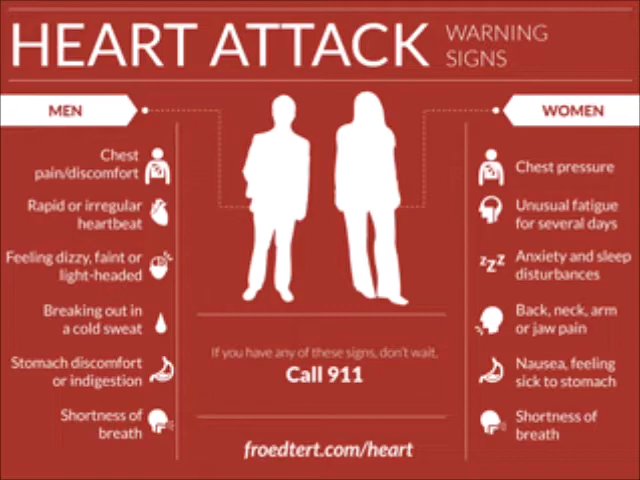 HEART ATTACK
WARNING
SIGNS
MEN
Chest
pain/discomfort
Rapid or irregular
heartbeat
Feeling dizzy, faint or
light-headed
Breaking out in
a cold sweat
Stomach discomfort
or indigestion
Shortness of
breath
WOMEN
Chest pressure
Unusual fatigue
for several days
zzZ
Anxiety and sleep
disturbances
Back, neck, arm
or jaw pain
Nausea, feeling
sick to stomach
Shortness of
breath
If you have any of these signs, don't wait.
Call 911
froedtert.com/heart